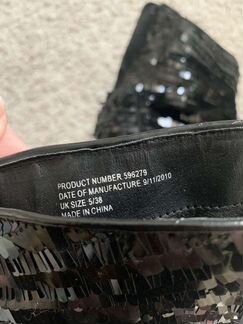 PRODUCT NUMBER 596279
DATE OF MANUFACTURE 9/11/2010
UK SIZE 5/38
MADE IN CHINA